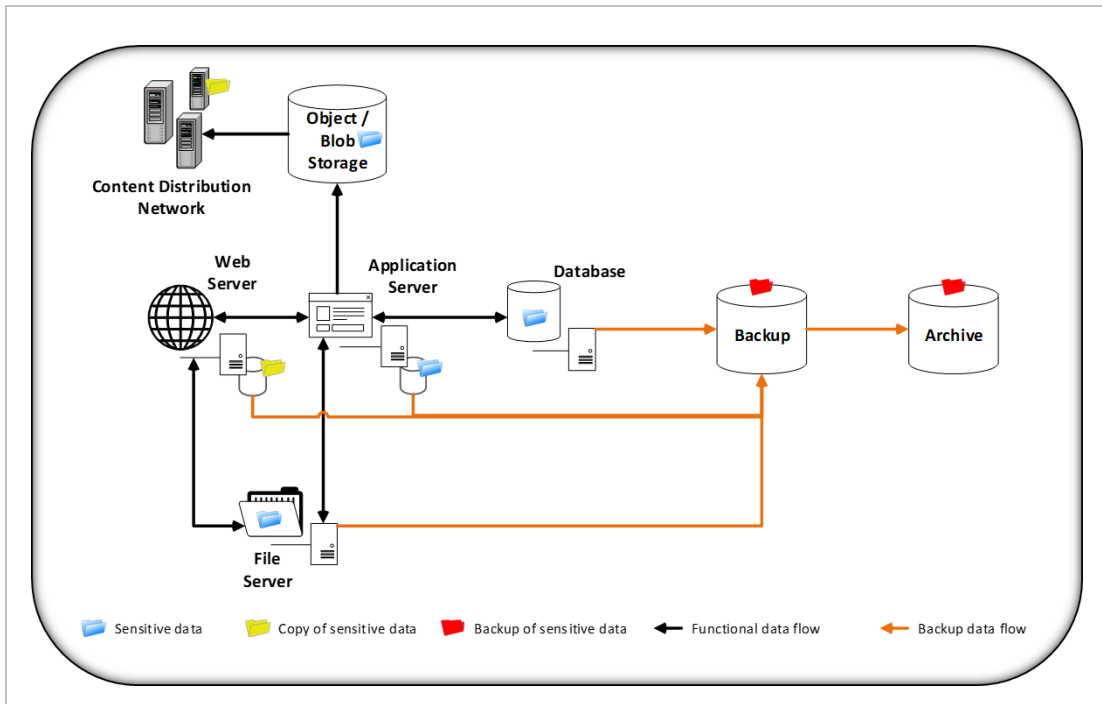 Object /
Blob
Storage
Content Distribution
Network
Web
Server
Application
Server
Database
Backup
Archive
File
Server
Sensitive data
Copy of sensitive data
Backup of sensitive data
Functional data flow
Backup data flow